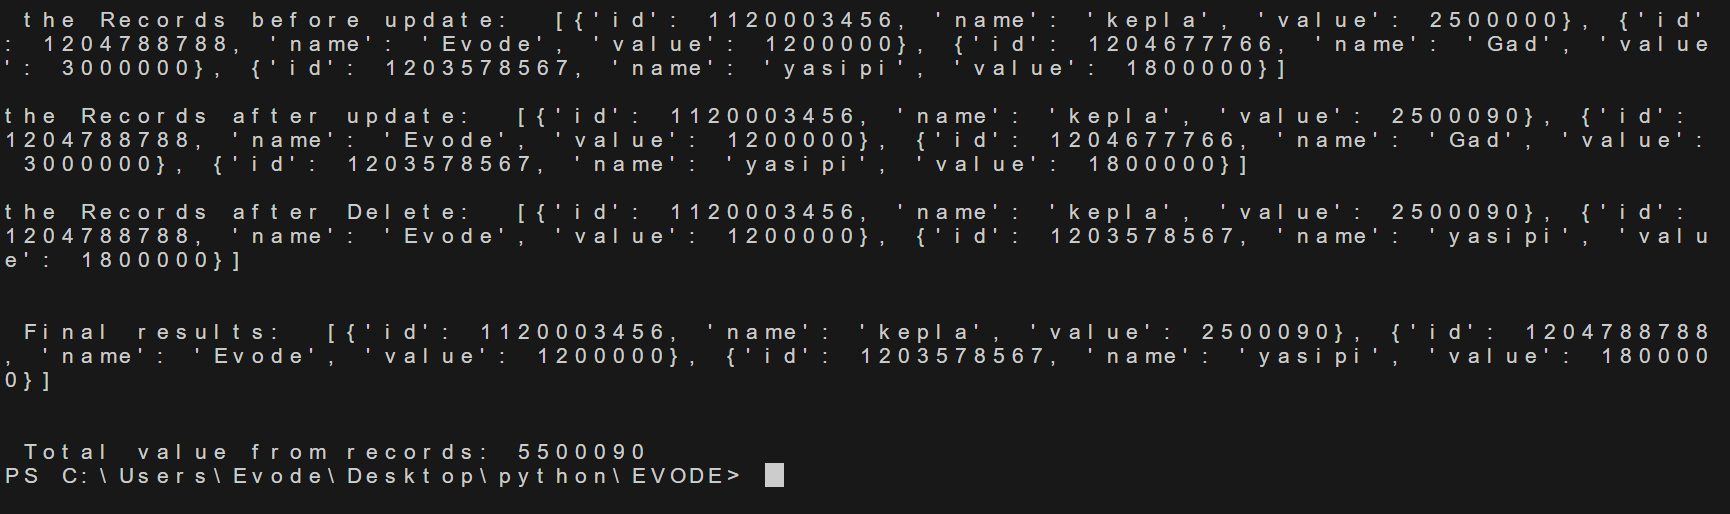 the Records before update:  [{'id': 1120003456, 'name': 'kepla', 'value': 2500000}, {'id'
: 1204788788, 'name': 'Evode', 'value': 1200000}, {'id': 1204677766, 'name': 'Gad', 'value
': 3000000}, {'id': 1203578567, 'name': 'yasipi', 'value': 1800000}]
the Records after update:  [{'id': 1120003456, 'name': 'kepla', 'value': 2500090}, {'id':
1204788788, 'name': 'Evode', 'value': 1200000}, {'id': 1204677766, 'name': 'Gad', 'value':
3000000}, {'id': 1203578567, 'name': 'yasipi', 'value': 1800000}]
the Records after Delete:  [{'id': 1120003456, 'name': 'kepla', 'value': 2500090}, {'id':
1204788788, 'name': 'Evode', 'value': 1200000}, {'id': 1203578567, 'name': 'yasipi', 'valu
e': 1800000}]
Final results:  [{'id': 1120003456, 'name': 'kepla', 'value': 2500090}, {'id': 1204788788
, 'name': 'Evode', 'value': 1200000}, {'id': 1203578567, 'name': 'yasipi', 'value': 180000
0}]
Total value from records: 5500090
PS C:\Users\Evode\Desktop\python\EVODE>